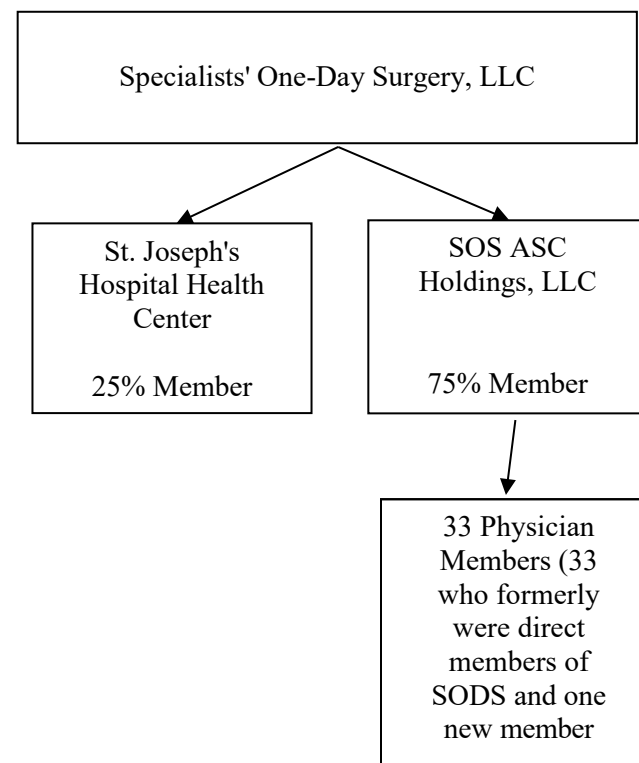 Specialists' One-Day Surgery, LLC
St. Joseph's
Hospital Health
Center
25% Member
SOS ASC
Holdings, LLC
75% Member
33 Physician
Members (33
who formerly
were direct
members of
SODS and one
new member